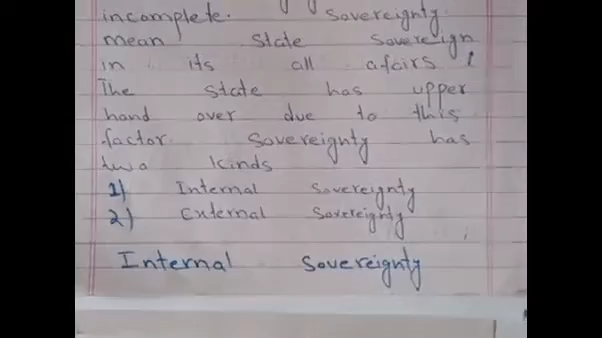 incomplete. Sovereignty
mean state sovereign
in its all afairs
The state has upper
hand over due to this
factor. Sovereignty has
two kinds
1) Internal Sovereignty
2) External Sovereignty
Internal Sovereignty